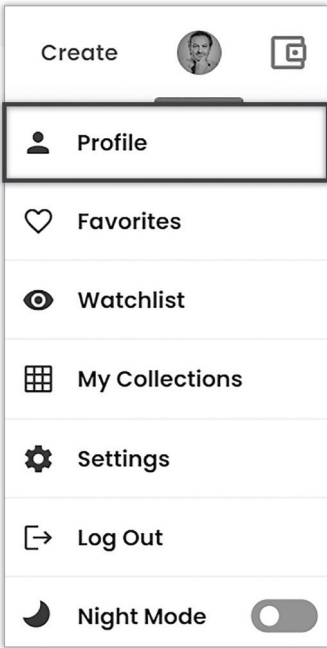 Create
Profile
Favorites
Watchlist
My Collections
Settings
Log Out
Night Mode